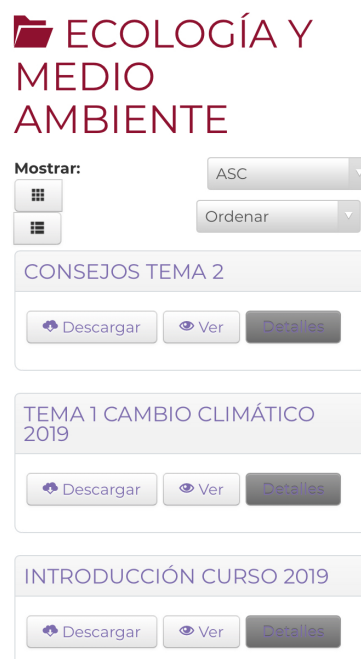 ECOLOGÍA Y
MEDIO
AMBIENTE
Mostrar:
ASC
Ordenar
CONSEJOS TEMA 2
Descargar Ver Detalles
TEMA 1 CAMBIO CLIMÁTICO
2019
Descargar Ver Detalles
INTRODUCCIÓN CURSO 2019
Descargar Ver Detalles